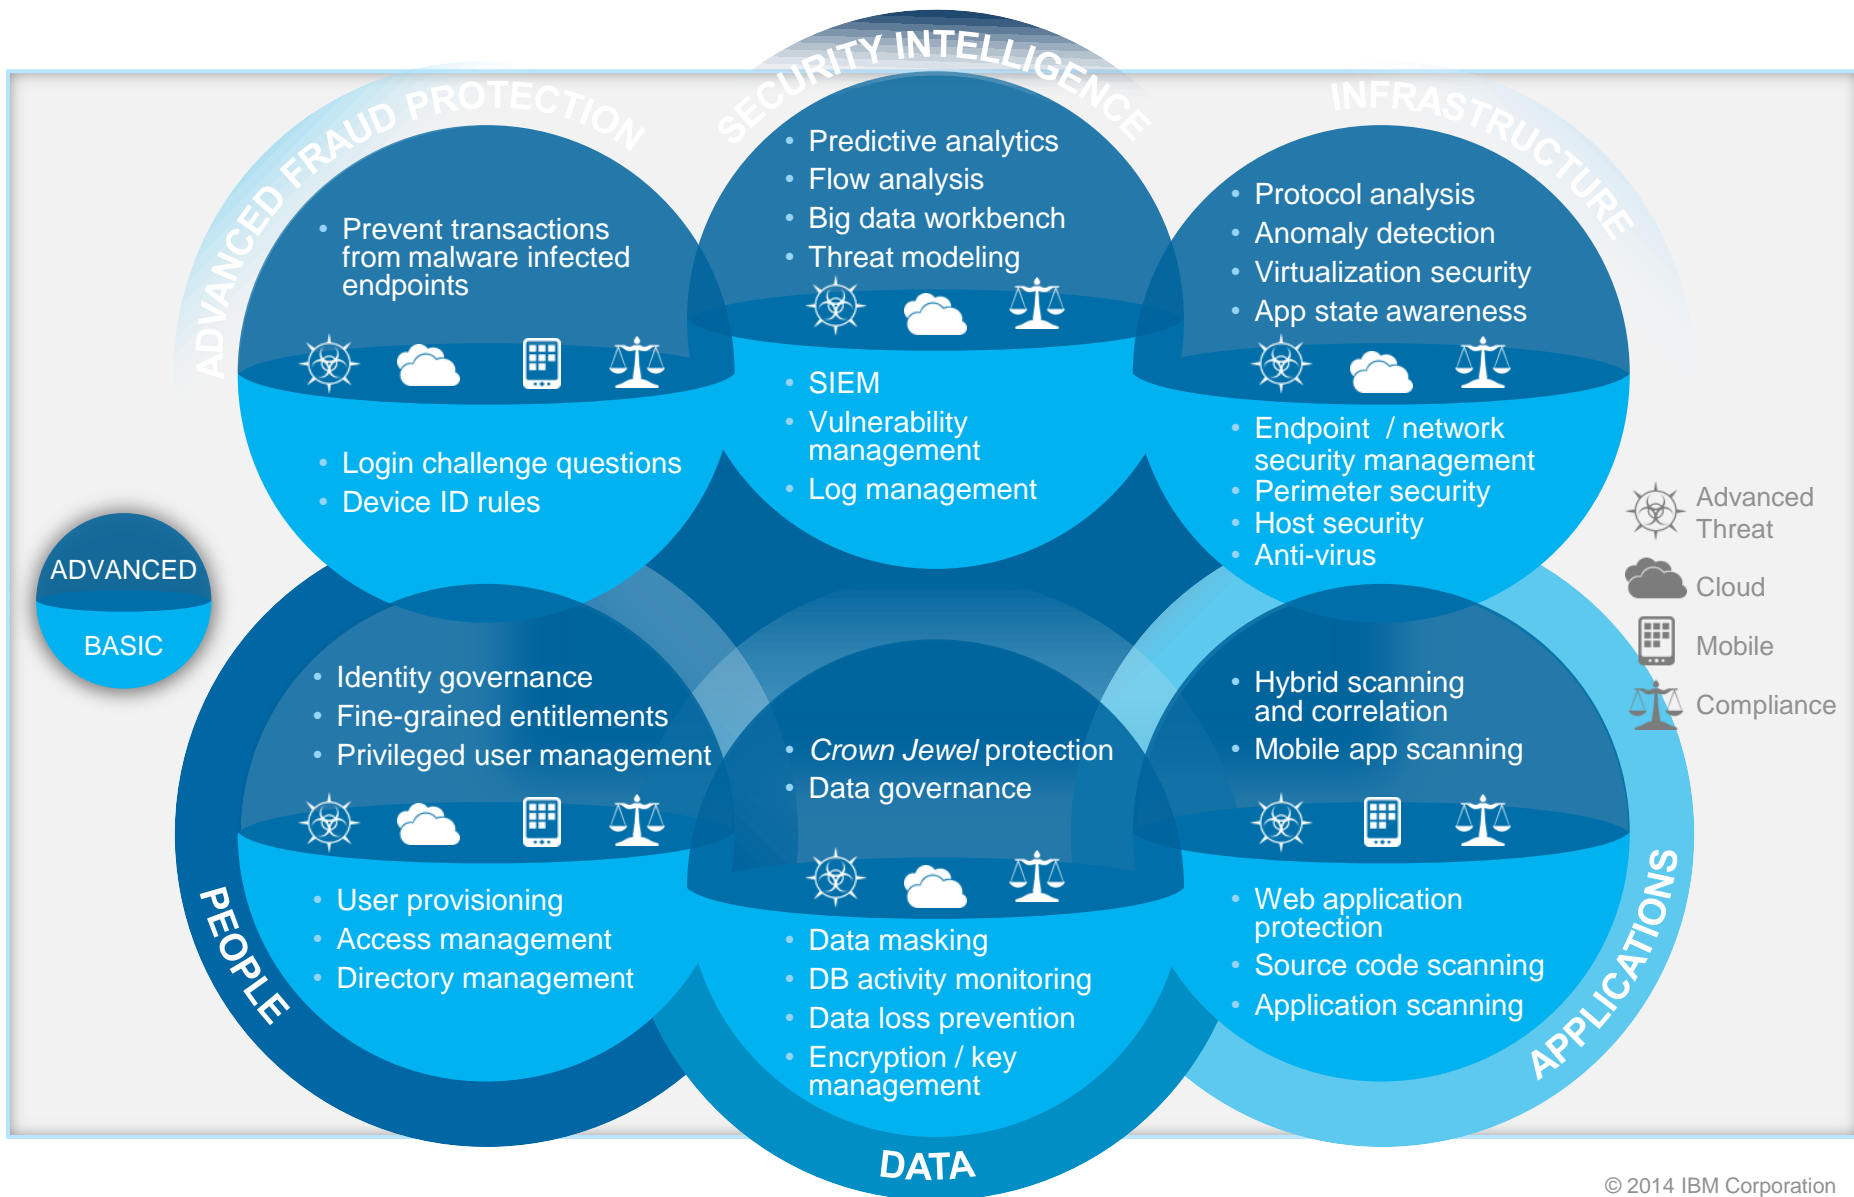 ADVANCED FRAUD PROTECTION
• Prevent transactions
from malware infected
endpoints
• Login challenge questions
• Device ID rules
SECURITY INTELLIGENCE
• Predictive analytics
• Flow analysis
• Big data workbench
• Threat modeling
• SIEM
• Vulnerability
management
• Log management
INFRASTRUCTURE
• Protocol analysis
• Anomaly detection
• Virtualization security
• App state awareness
• Endpoint / network
security management
• Perimeter security
• Host security
• Anti-virus
ADVANCED
BASIC
Advanced
Threat
Cloud
Mobile
Compliance
PEOPLE
• Identity governance
• Fine-grained entitlements
• Privileged user management
• User provisioning
• Access management
• Directory management
• Crown Jewel protection
• Data governance
• Data masking
• DB activity monitoring
• Data loss prevention
• Encryption / key
management
DATA
• Hybrid scanning
and correlation
• Mobile app scanning
• Web application
protection
• Source code scanning
• Application scanning
APPLICATIONS
© 2014 IBM Corporation